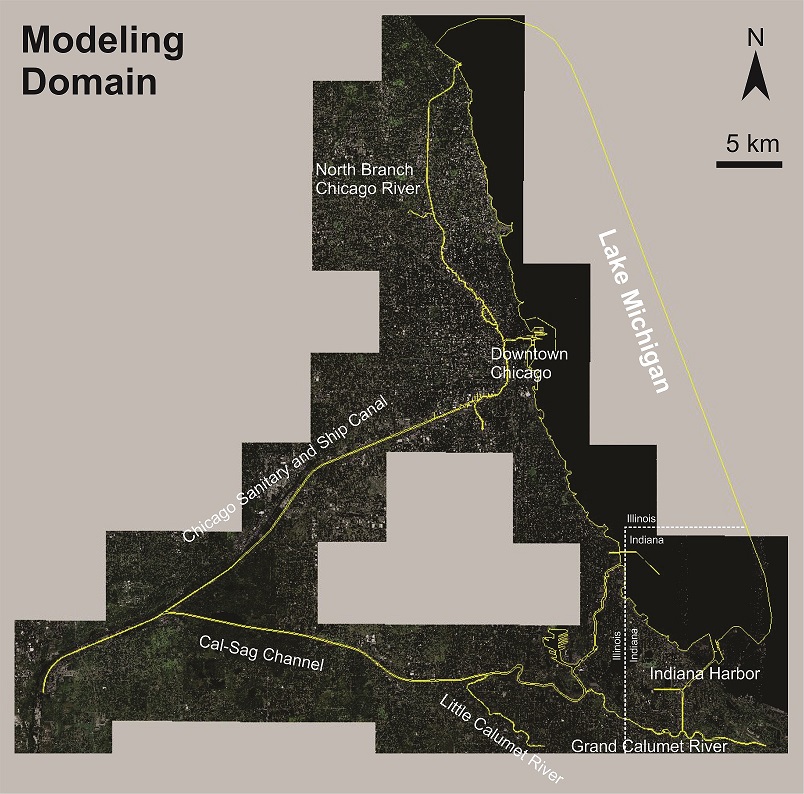 Modeling
Domain
N
5 km
North Branch
Chicago River
Lake Michigan
Downtown
Chicago
Chicago Sanitary and Ship Canal
Illinois
Indiana
Illinois
Indiana
Cal-Sag Channel
Indiana Harbor
Little Calumet River
Grand Calumet River